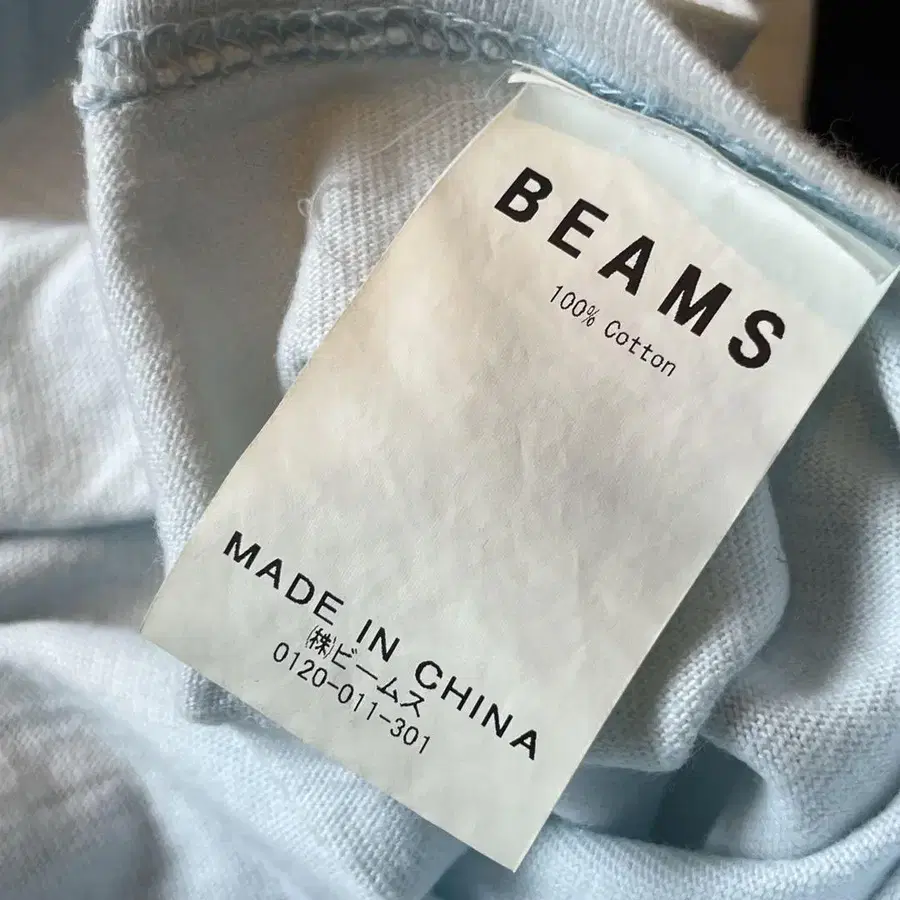 BEAMS
100% Cotton
MADE IN CHINA
㈱ビームス
0120-011-301